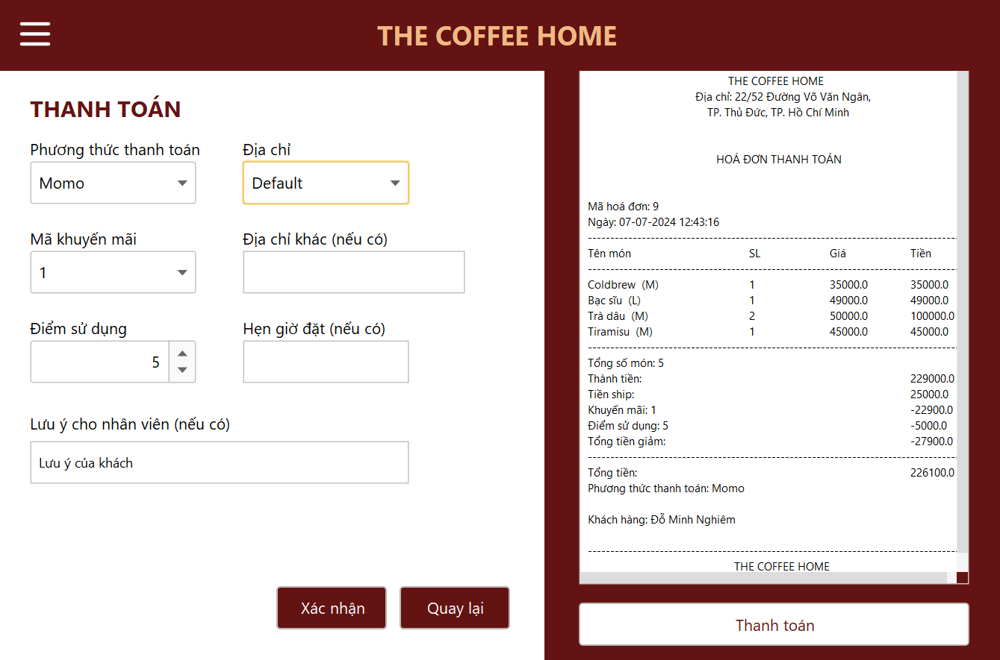 THE COFFEE HOME
THANH TOÁN
Phương thức thanh toán
Momo
Địa chỉ
Default
Mã khuyến mãi
1
Địa chỉ khác (nếu có)
Điểm sử dụng
5
Hẹn giờ đặt (nếu có)
Lưu ý cho nhân viên (nếu có)
Lưu ý của khách
Xác nhận
Quay lại
THE COFFEE HOME
Địa chỉ: 22/52 Đường Võ Văn Ngân,
TP. Thủ Đức, TP. Hồ Chí Minh
HOÁ ĐƠN THANH TOÁN
Mã hoá đơn: 9
Ngày: 07-07-2024 12:43:16
Tên món SL Giá Tiền
Coldbrew (M) 1 35000.0 35000.0
Bạc sĩu (L) 1 49000.0 49000.0
Trà dâu (M) 2 50000.0 100000.0
Tiramisu (M) 1 45000.0 45000.0
Tổng số món: 5
Thành tiền: 229000.0
Tiền ship: 25000.0
Khuyến mãi: 1 -22900.0
Điểm sử dụng: 5 -5000.0
Tổng tiền giảm: -27900.0
Tổng tiền: 226100.0
Phương thức thanh toán: Momo
Khách hàng: Đỗ Minh Nghiêm
THE COFFEE HOME
Thanh toán